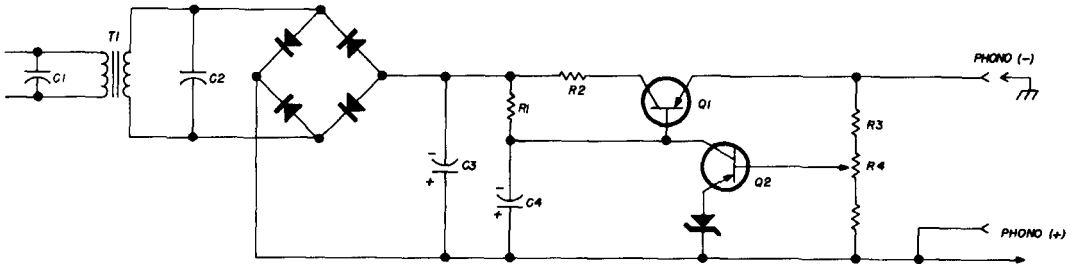 T1
C1
C2
C3
R1
C4
R2
Q1
Q2
R3
R4
PHONO (-)
PHONO (+)
-
+
-
+